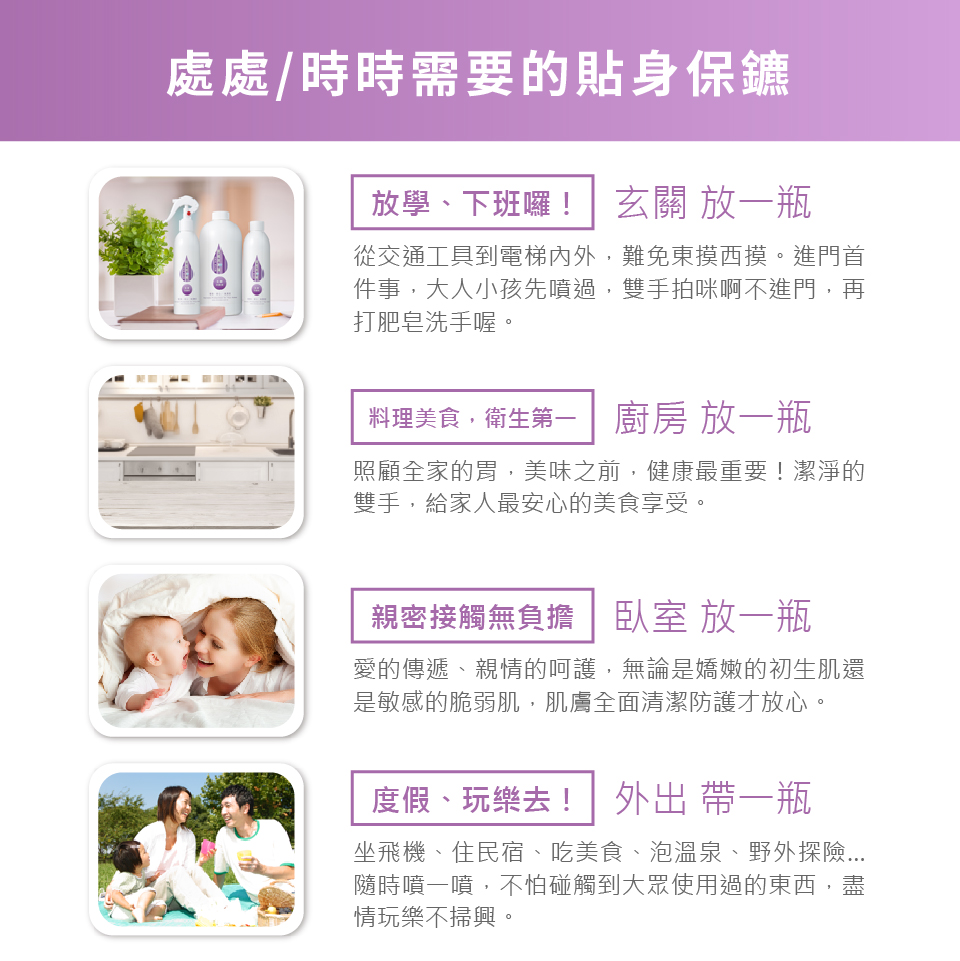 處處/時時需要的貼身保鑣
放學、下班囉！ 玄關 放一瓶
從交通工具到電梯內外，難免東摸西摸。進門首
件事，大人小孩先噴過，雙手拍咪啊不進門，再
打肥皂洗手喔。
料理美食，衛生第一 廚房 放一瓶
照顧全家的胃，美味之前，健康最重要！潔淨的
雙手，給家人最安心的美食享受。
親密接觸無負擔 臥室 放一瓶
愛的傳遞、親情的呵護，無論是嬌嫩的初生肌還
是敏感的脆弱肌，肌膚全面清潔防護才放心。
度假、玩樂去！ 外出 帶一瓶
坐飛機、住民宿、吃美食、泡溫泉、野外探險...
隨時噴一噴，不怕碰觸到大眾使用過的東西，盡
情玩樂不掃興。